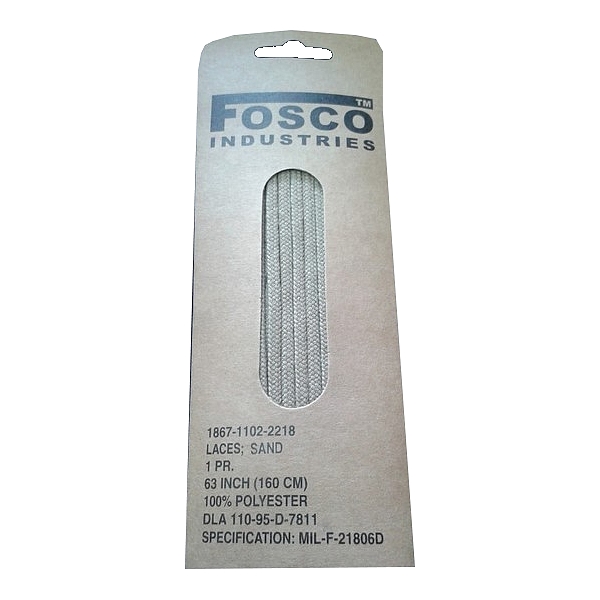 FOSCO™
INDUSTRIES
1867-1102-2218
LACES; SAND
1 PR.
63 INCH (160 CM)
100% POLYESTER
DLA 110-95-D-7811
SPECIFICATION: MIL-F-21806D